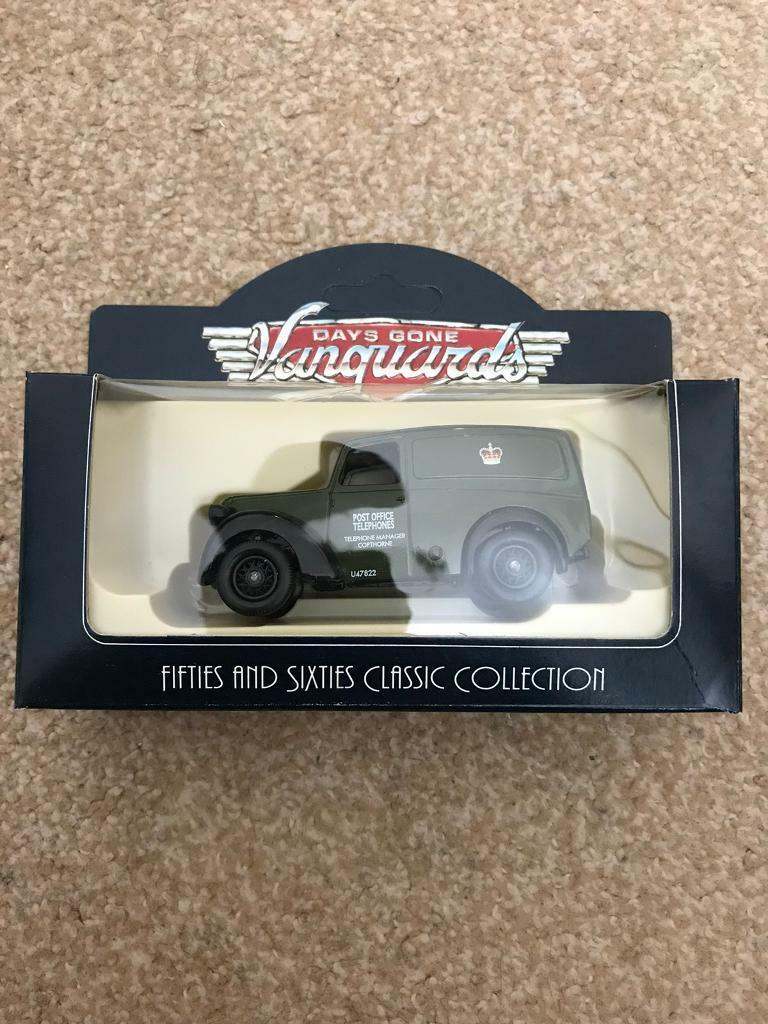 DAYS GONE
Vanguards
POST OFFICE
TELEPHONES
TELEPHONE MANAGER
COPTHORNE
U47822
FIFTIES AND SIXTIES CLASSIC COLLECTION